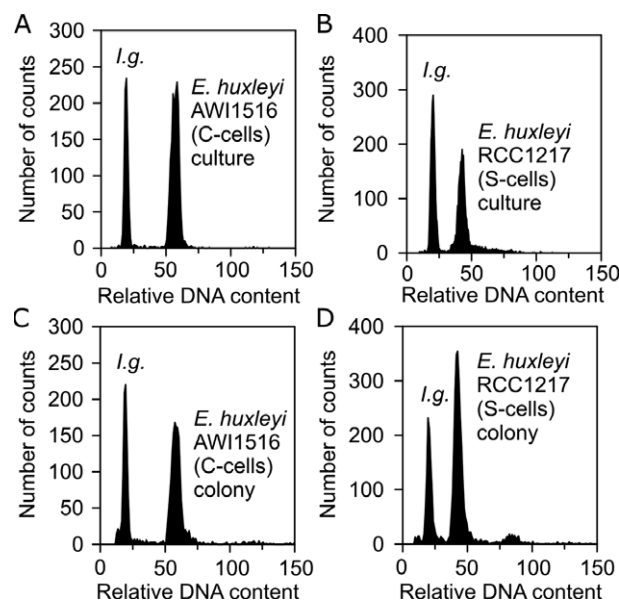 A
300
250
200
150
100
50
0
Number of counts
I.g.
E. huxleyi
AWI1516
(C-cells)
culture
0 50 100 150
Relative DNA content
B
400
300
200
100
0
Number of counts
I.g.
E. huxleyi
RCC1217
(S-cells)
culture
0 50 100 150
Relative DNA content
C
300
250
200
150
100
50
0
Number of counts
I.g.
E. huxleyi
AWI1516
(C-cells)
colony
0 50 100 150
Relative DNA content
D
400
300
200
100
0
Number of counts
I.g.
E. huxleyi
RCC1217
(S-cells)
colony
0 50 100 150
Relative DNA content